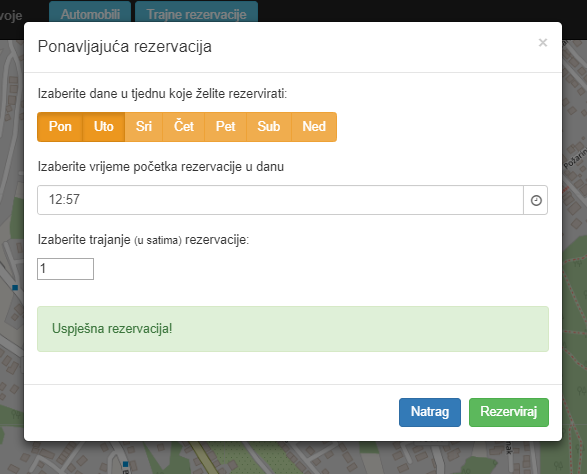 voje Automobili Trajne rezervacije
Ponavljajuća rezervacija ×
Izaberite dane u tjednu koje želite rezervirati:
Pon Uto Sri Čet Pet Sub Ned
Izaberite vrijeme početka rezervacije u danu
12:57
Izaberite trajanje (u satima) rezervacije:
1
Uspješna rezervacija!
Natrag Rezerviraj